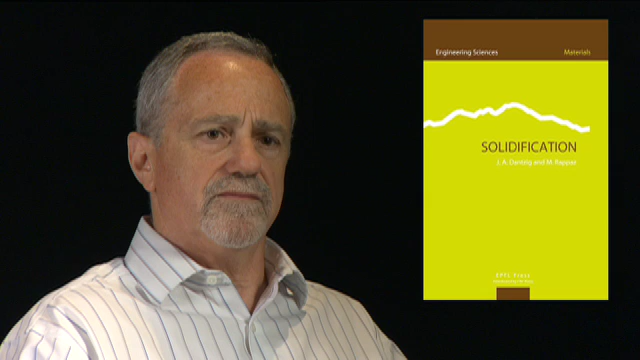 Engineering Sciences Materials
SOLIDIFICATION
J. A. Dantzig and M. Rappaz
EPFL Press